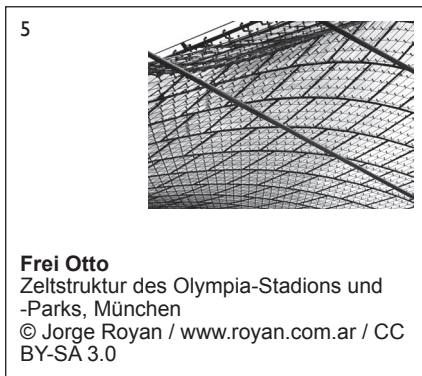 5
Frei Otto
Zeltstruktur des Olympia-Stadions und
-Parks, München
© Jorge Royan / www.royan.com.ar / CC
BY-SA 3.0